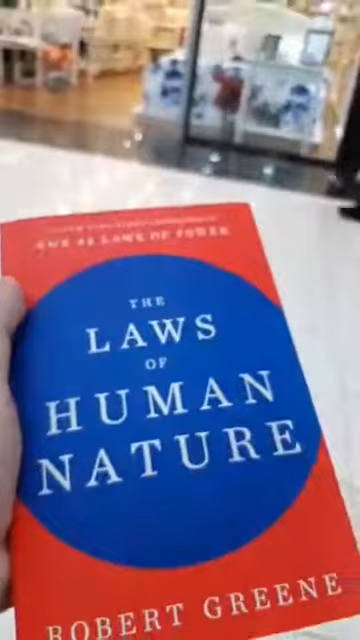 THE 48 LAWS OF POWER
THE
LAWS
OF
HUMAN
NATURE
ROBERT GREENE